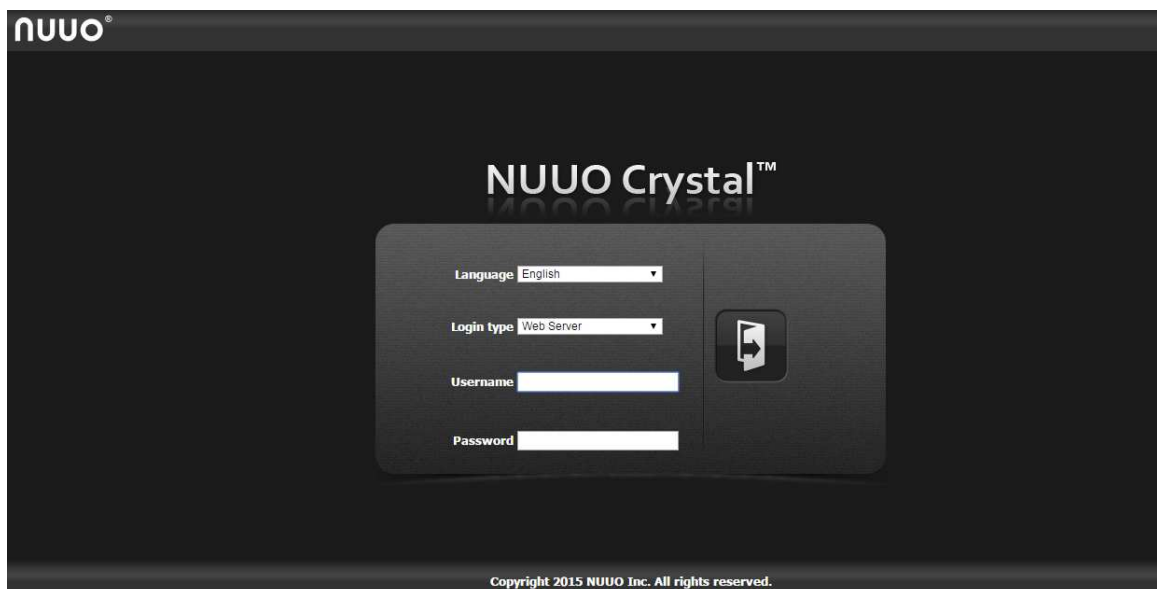 nuuo®
NUUO Crystal™
Language English
Login type Web Server
Username
Password
Copyright 2015 NUUO Inc. All rights reserved.